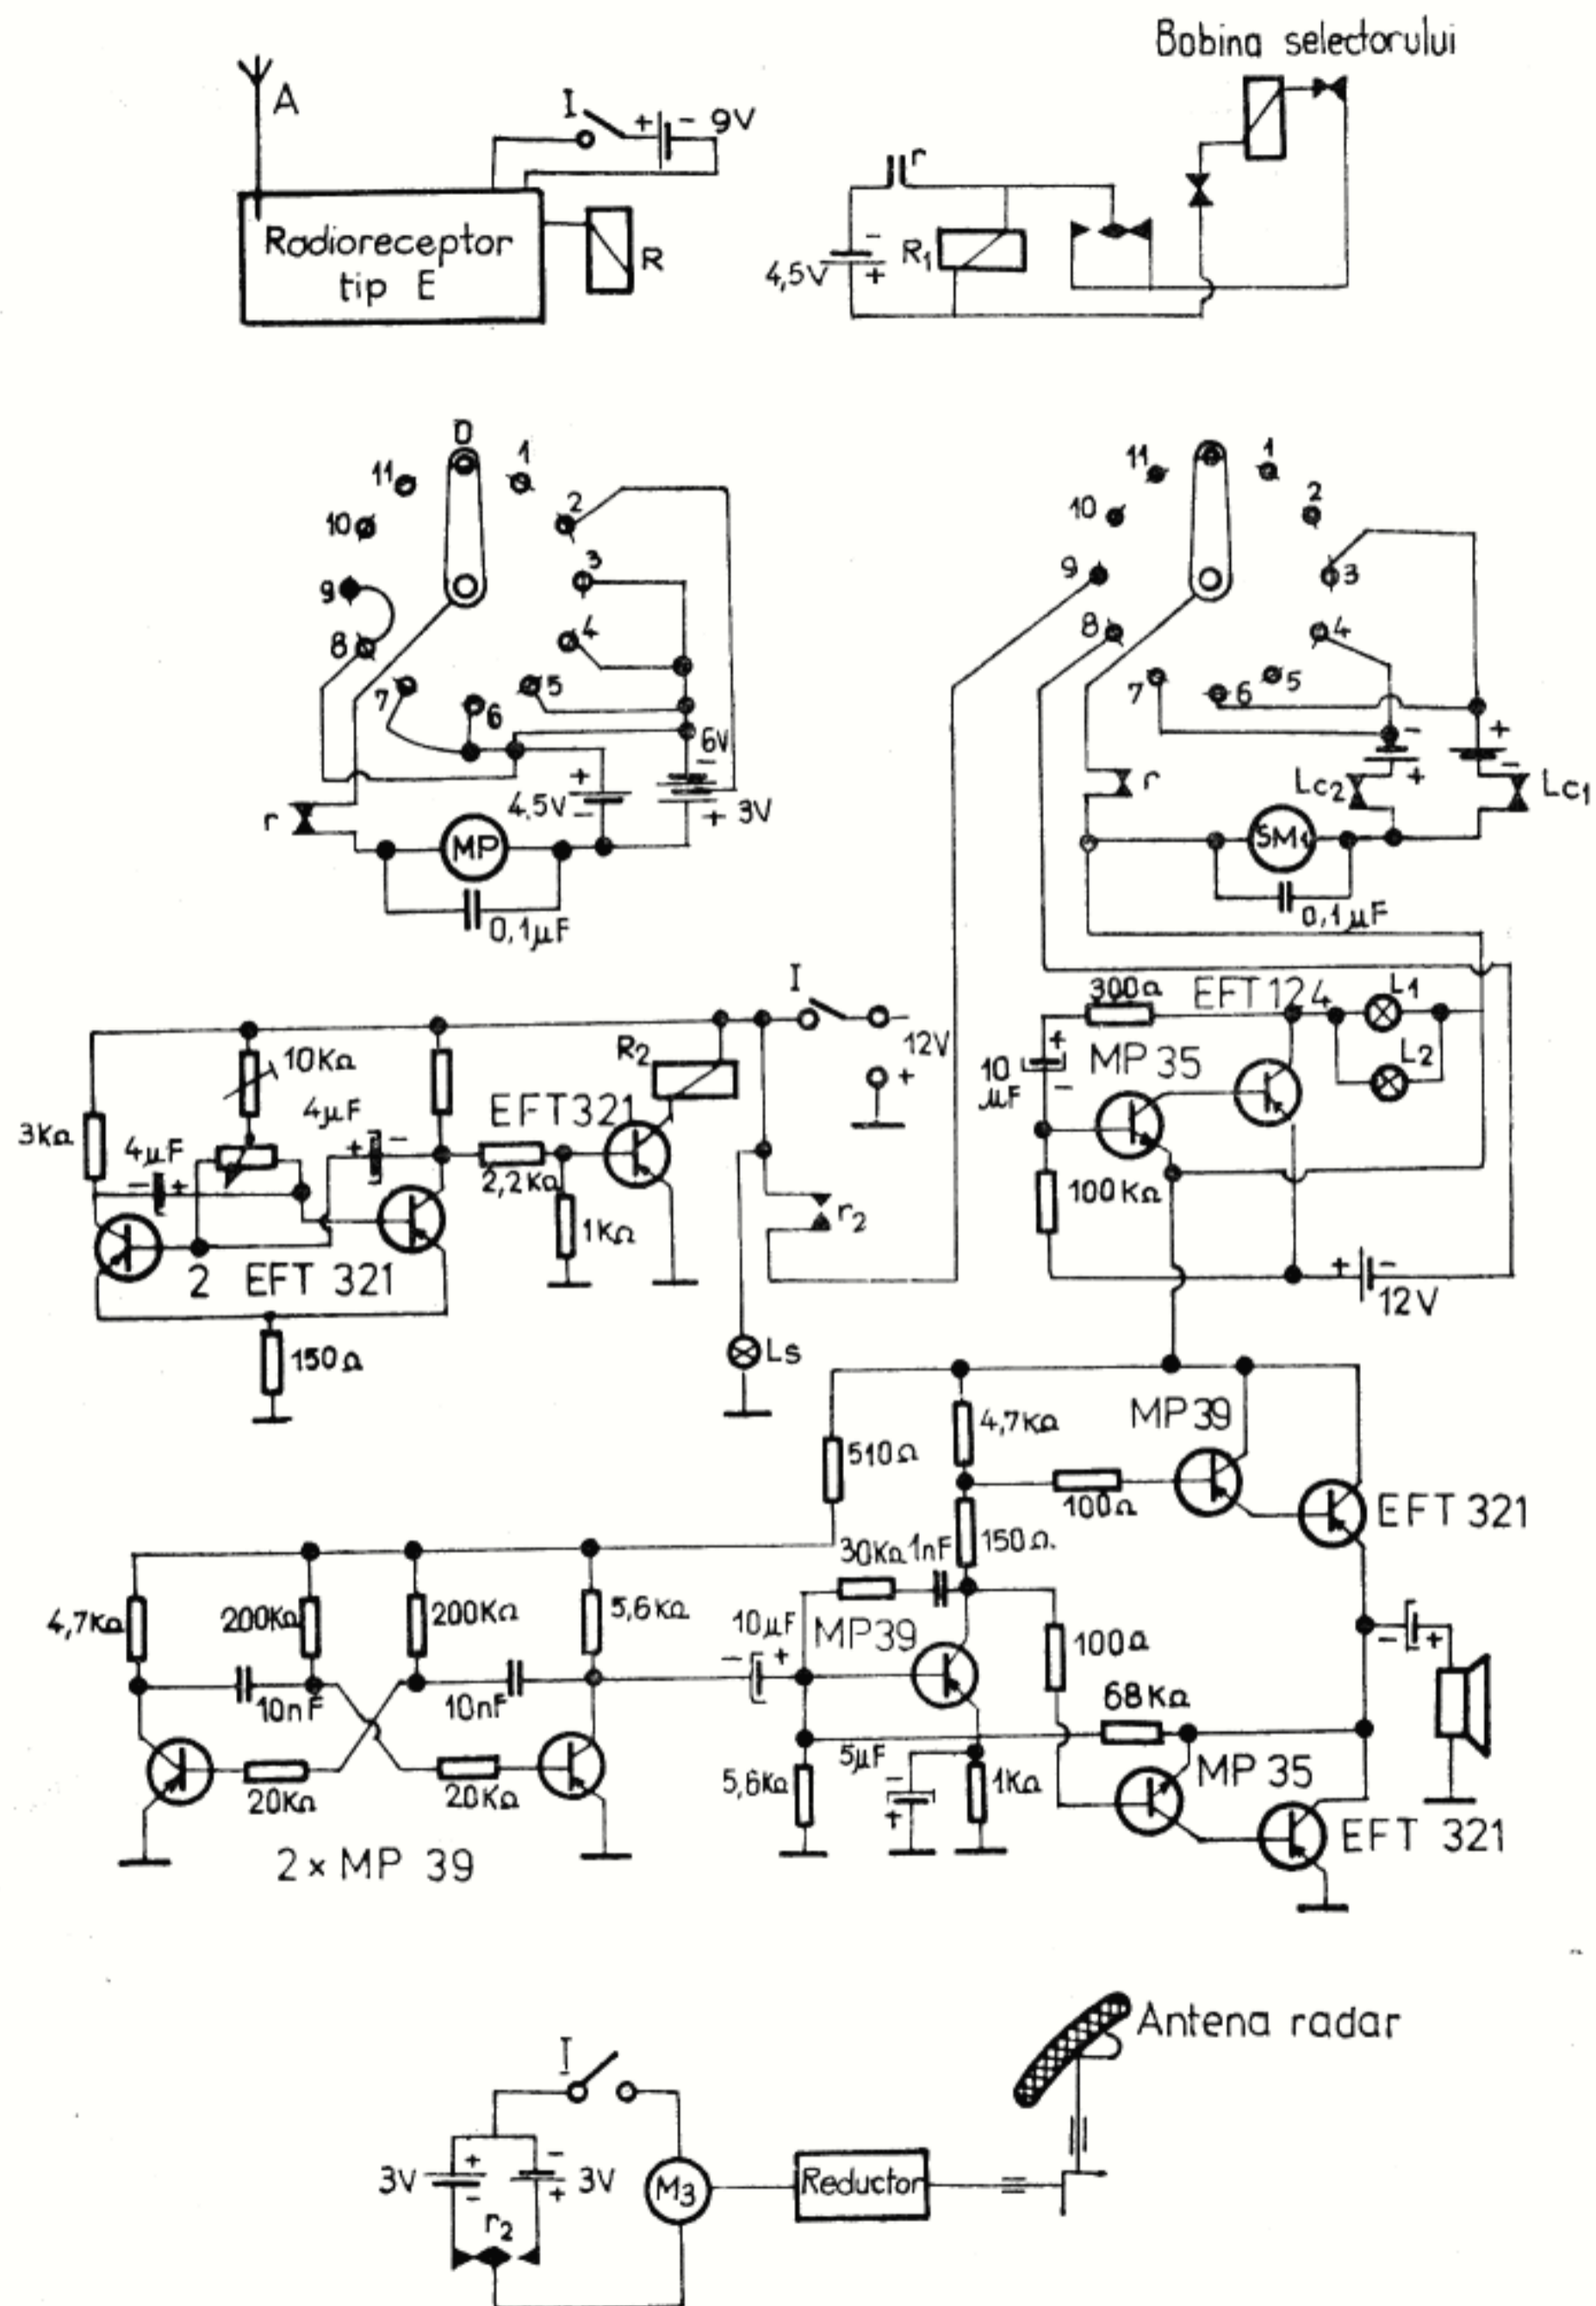 Bobina selectorului
A
I
+ - 9V
Radioreceptor
tip E
R
r
-
+
4,5V
R1
0
1
2
3
4
5
6
7
8
9
10
11
6V
-
+ 3V
+
4,5V
-
r
MP
0,1µF
1
2
3
4
5
6
7
8
9
10
11
r
-
+
Lc2
+
-
Lc1
SM1
0,1µF
I
12V
+
R2
10KΩ
4µF
+ -
3KΩ
4µF
- +
EFT321
2,2KΩ
1KΩ
2 EFT 321
150Ω
r2
Ls
300Ω
EFT 124
L1
L2
MP 35
10
µF
+
-
100KΩ
+ -
12V
510Ω
4,7KΩ
MP39
100Ω
EFT 321
150Ω.
30KΩ 1nF
4,7KΩ
200KΩ
200KΩ
5,6KΩ
10µF
- +
MP39
100Ω
- +
10nF
10nF
68KΩ
20KΩ
20KΩ
5,6KΩ
5µF
-
+
1KΩ
MP 35
EFT 321
2 x MP 39
Antena radar
I
3V
+
-
-
+
3V
r2
M3
Reductor